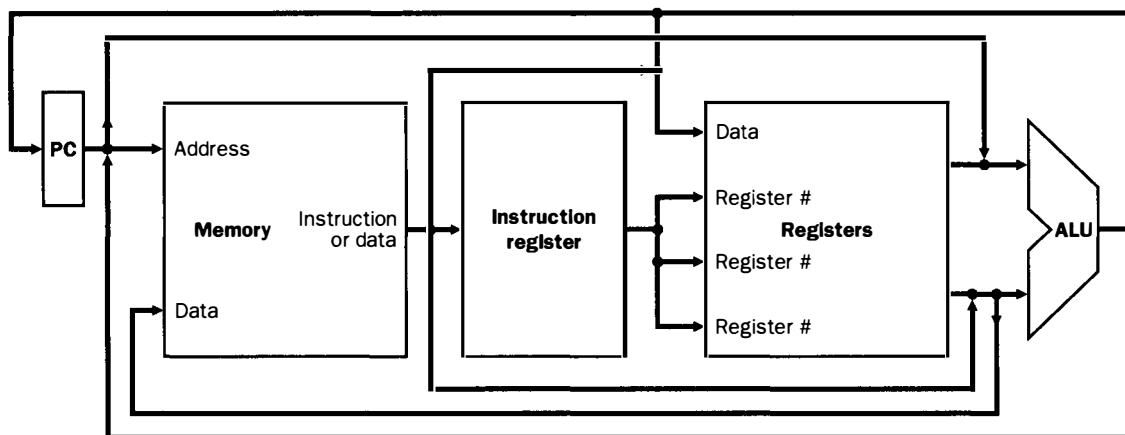 PC
Address
Memory
Instruction
or data
Data
Instruction
register
Data
Register #
Registers
Register #
Register #
ALU